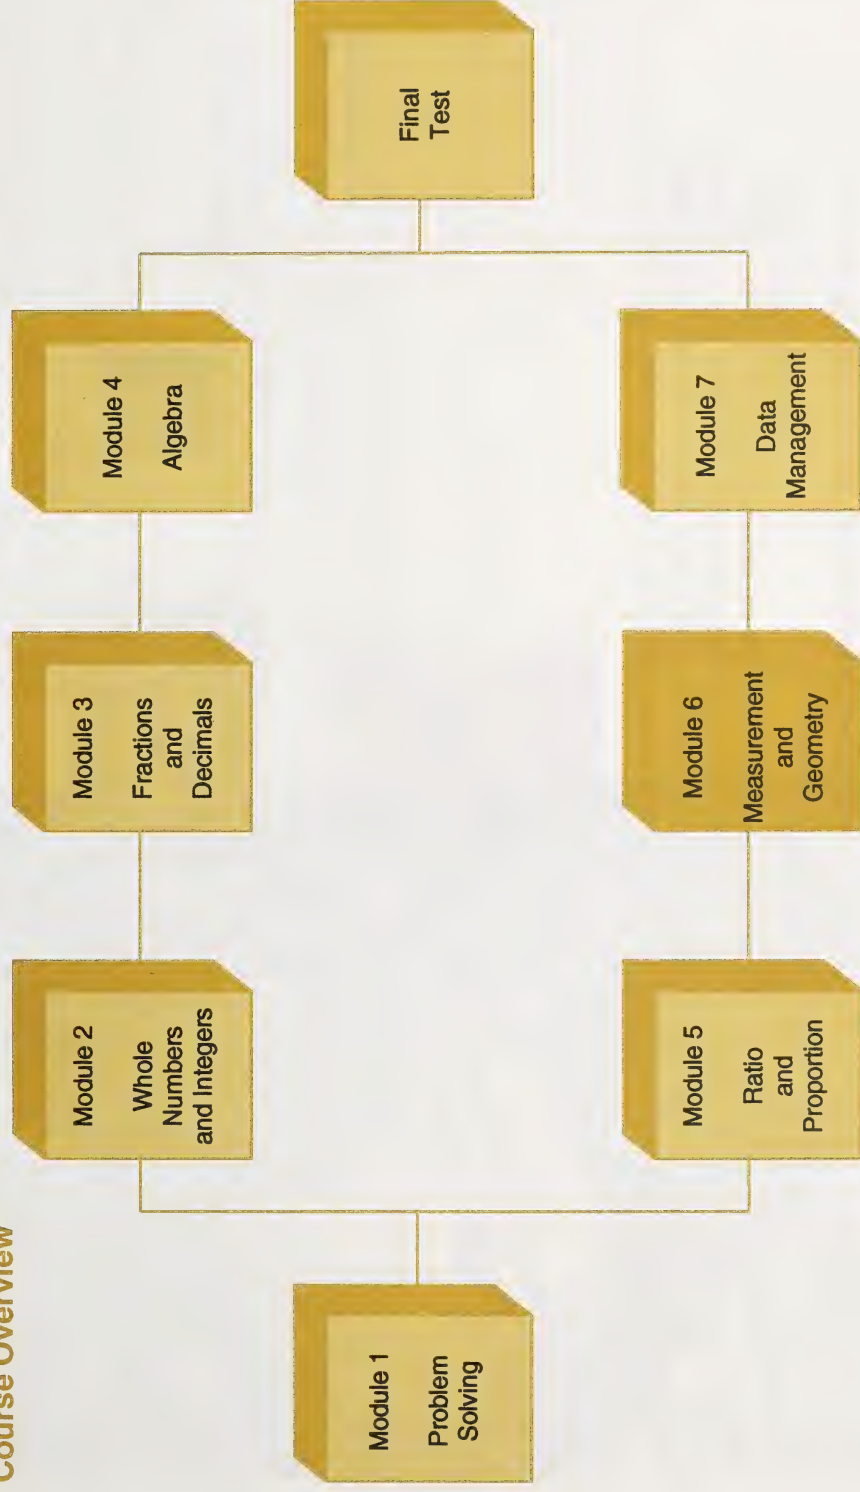 Course Overview
Module 1
Problem
Solving
Module 2
Whole
Numbers
and Integers
Module 3
Fractions
and
Decimals
Module 4
Algebra
Module 5
Ratio
and
Proportion
Module 6
Measurement
and
Geometry
Module 7
Data
Management
Final
Test